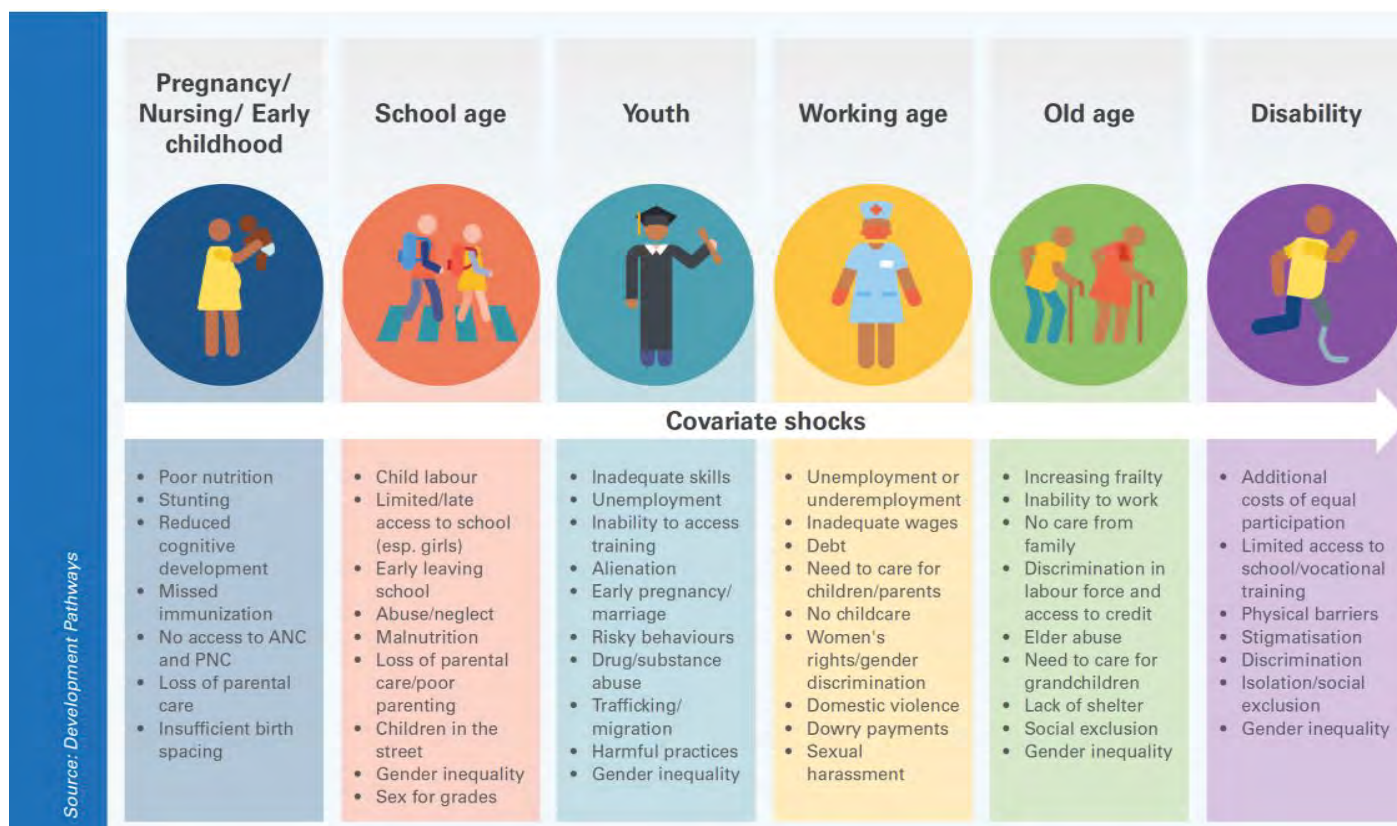 Pregnancy/
Nursing/ Early
childhood
School age
Youth
Working age
Old age
Disability
Covariate shocks
• Poor nutrition
• Stunting
• Reduced
cognitive
development
• Missed
immunization
• No access to ANC
and PNC
• Loss of parental
care
• Insufficient birth
spacing
• Child labour
• Limited/late
access to school
(esp. girls)
• Early leaving
school
• Abuse/neglect
• Malnutrition
• Loss of parental
care/poor
parenting
• Children in the
street
• Gender inequality
• Sex for grades
• Inadequate skills
• Unemployment
• Inability to access
training
• Alienation
• Early pregnancy/
marriage
• Risky behaviours
• Drug/substance
abuse
• Trafficking/
migration
• Harmful practices
• Gender inequality
• Unemployment or
underemployment
• Inadequate wages
• Debt
• Need to care for
children/parents
• No childcare
• Women's
rights/gender
discrimination
• Domestic violence
• Dowry payments
• Sexual
harassment
• Increasing frailty
• Inability to work
• No care from
family
• Discrimination in
labour force and
access to credit
• Elder abuse
• Need to care for
grandchildren
• Lack of shelter
• Social exclusion
• Gender inequality
• Additional
costs of equal
participation
• Limited access to
school/vocational
training
• Physical barriers
• Stigmatisation
• Discrimination
• Isolation/social
exclusion
• Gender inequality
Source: Development Pathways